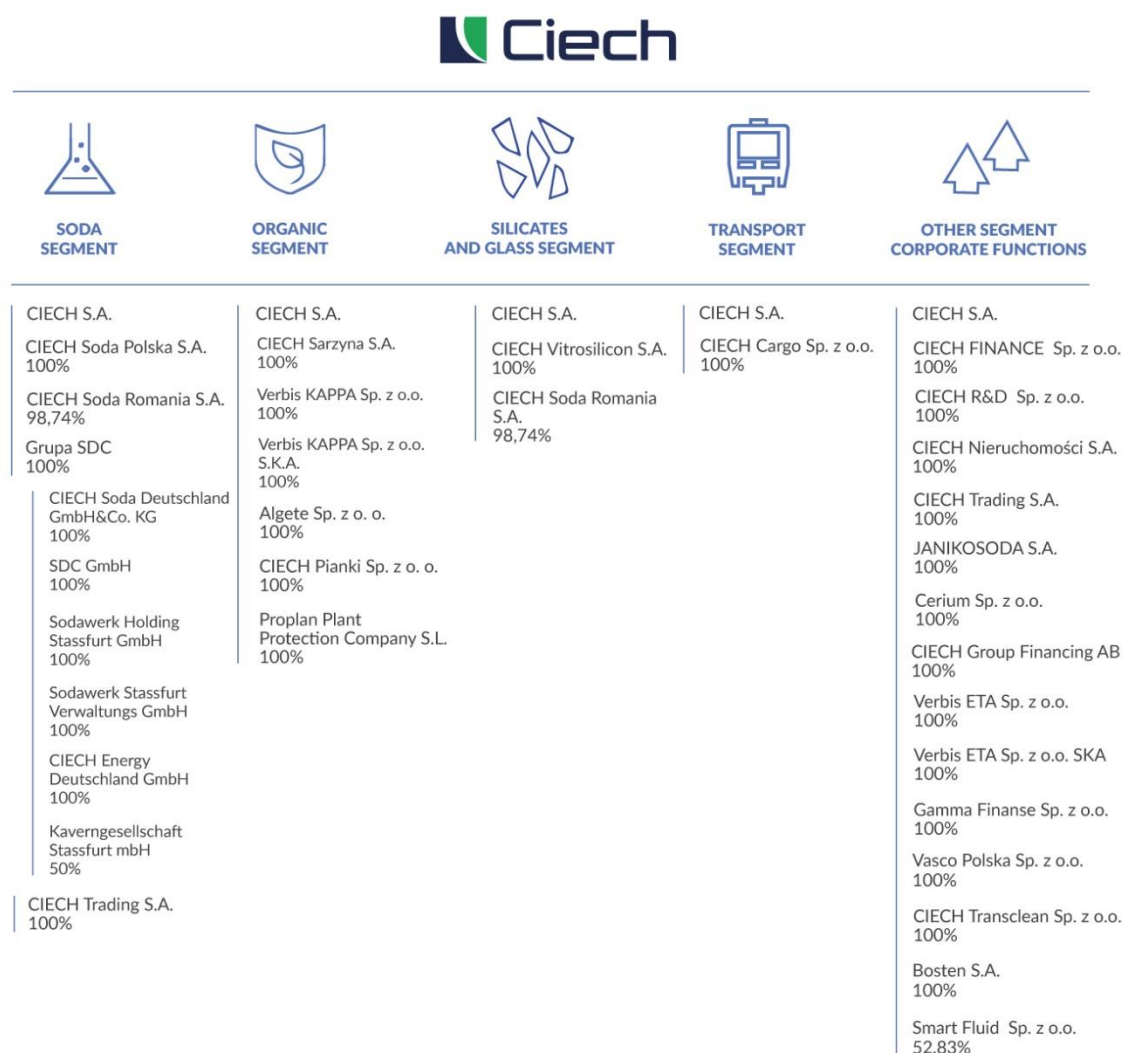 Ciech
SODA
SEGMENT
ORGANIC
SEGMENT
SILICATES
AND GLASS SEGMENT
TRANSPORT
SEGMENT
OTHER SEGMENT
CORPORATE FUNCTIONS
CIECH S.A.
CIECH Soda Polska S.A.
100%
CIECH Soda Romania S.A.
98,74%
Grupa SDC
100%
CIECH Soda Deutschland
GmbH&Co. KG
100%
SDC GmbH
100%
Sodawerk Holding
Stassfurt GmbH
100%
Sodawerk Stassfurt
Verwaltungs GmbH
100%
CIECH Energy
Deutschland GmbH
100%
Kaverngesellschaft
Stassfurt mbH
50%
CIECH Trading S.A.
100%
CIECH S.A.
CIECH Sarzyna S.A.
100%
Verbis KAPPA Sp. z o.o.
100%
Verbis KAPPA Sp. z o.o.
S.K.A.
100%
Algete Sp. z o. o.
100%
CIECH Pianki Sp. z o. o.
100%
Proplan Plant
Protection Company S.L.
100%
CIECH S.A.
CIECH Vitrosilicon S.A.
100%
CIECH Soda Romania
S.A.
98,74%
CIECH S.A.
CIECH Cargo Sp. z o.o.
100%
CIECH S.A.
CIECH FINANCE Sp. z o.o.
100%
CIECH R&D Sp. z o.o.
100%
CIECH Nieruchomości S.A.
100%
CIECH Trading S.A.
100%
JANIKOSODA S.A.
100%
Cerium Sp. z o.o.
100%
CIECH Group Financing AB
100%
Verbis ETA Sp. z o.o.
100%
Verbis ETA Sp. z o.o. SKA
100%
Gamma Finanse Sp. z o.o.
100%
Vasco Polska Sp. z o.o.
100%
CIECH Transclean Sp. z o.o.
100%
Bosten S.A.
100%
Smart Fluid Sp. z o.o.
52,83%